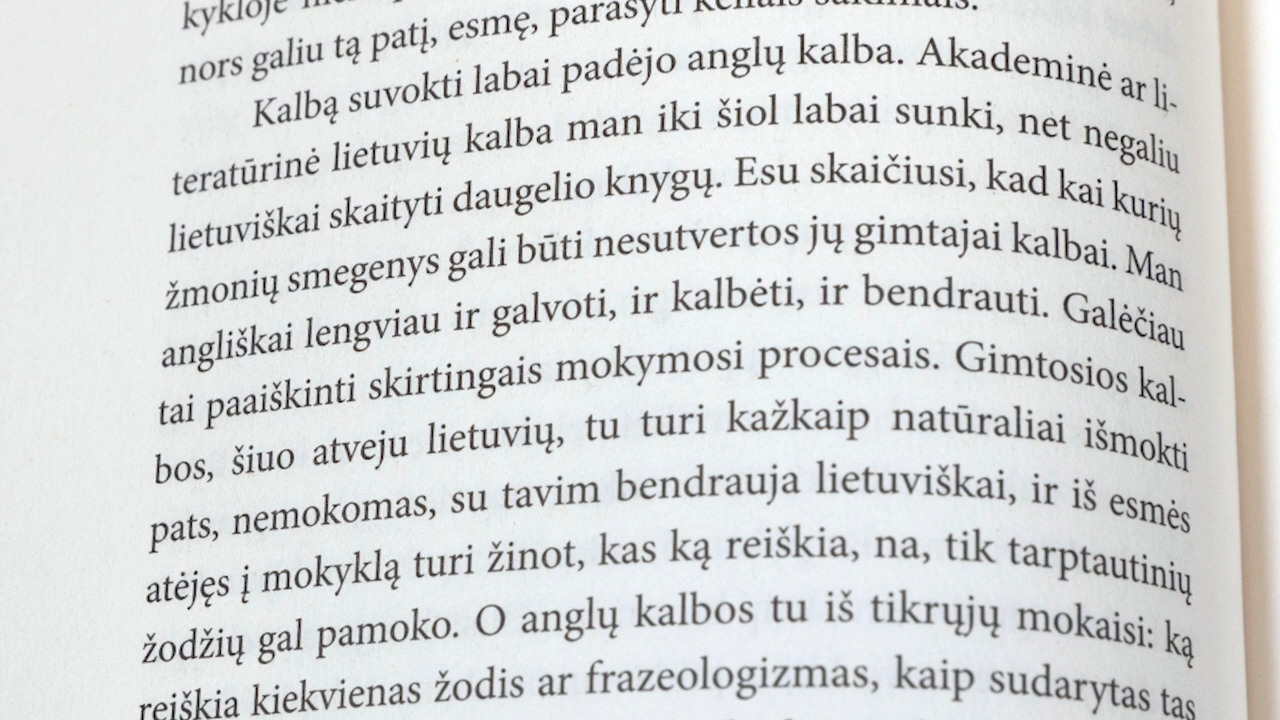 kykloje
nors galiu tą patį, esmę, parašyti keliais sakiniais.
Kalbą suvokti labai padėjo anglų kalba. Akademinė ar li-
teratūrinė lietuvių kalba man iki šiol labai sunki, net negaliu
lietuviškai skaityti daugelio knygų. Esu skaičiusi, kad kai kurių
žmonių smegenys gali būti nesutvertos jų gimtajai kalbai. Man
angliškai lengviau ir galvoti, ir kalbėti, ir bendrauti. Galėčiau
tai paaiškinti skirtingais mokymosi procesais. Gimtosios kal-
bos, šiuo atveju lietuvių, tu turi kažkaip natūraliai išmokti
pats, nemokomas, su tavim bendrauja lietuviškai, ir iš esmės
atėjęs į mokyklą turi žinot, kas ką reiškia, na, tik tarptautinių
žodžių gal pamoko. O anglų kalbos tu iš tikrųjų mokaisi: ką
reiškia kiekvienas žodis ar frazeologizmas, kaip sudarytas tas